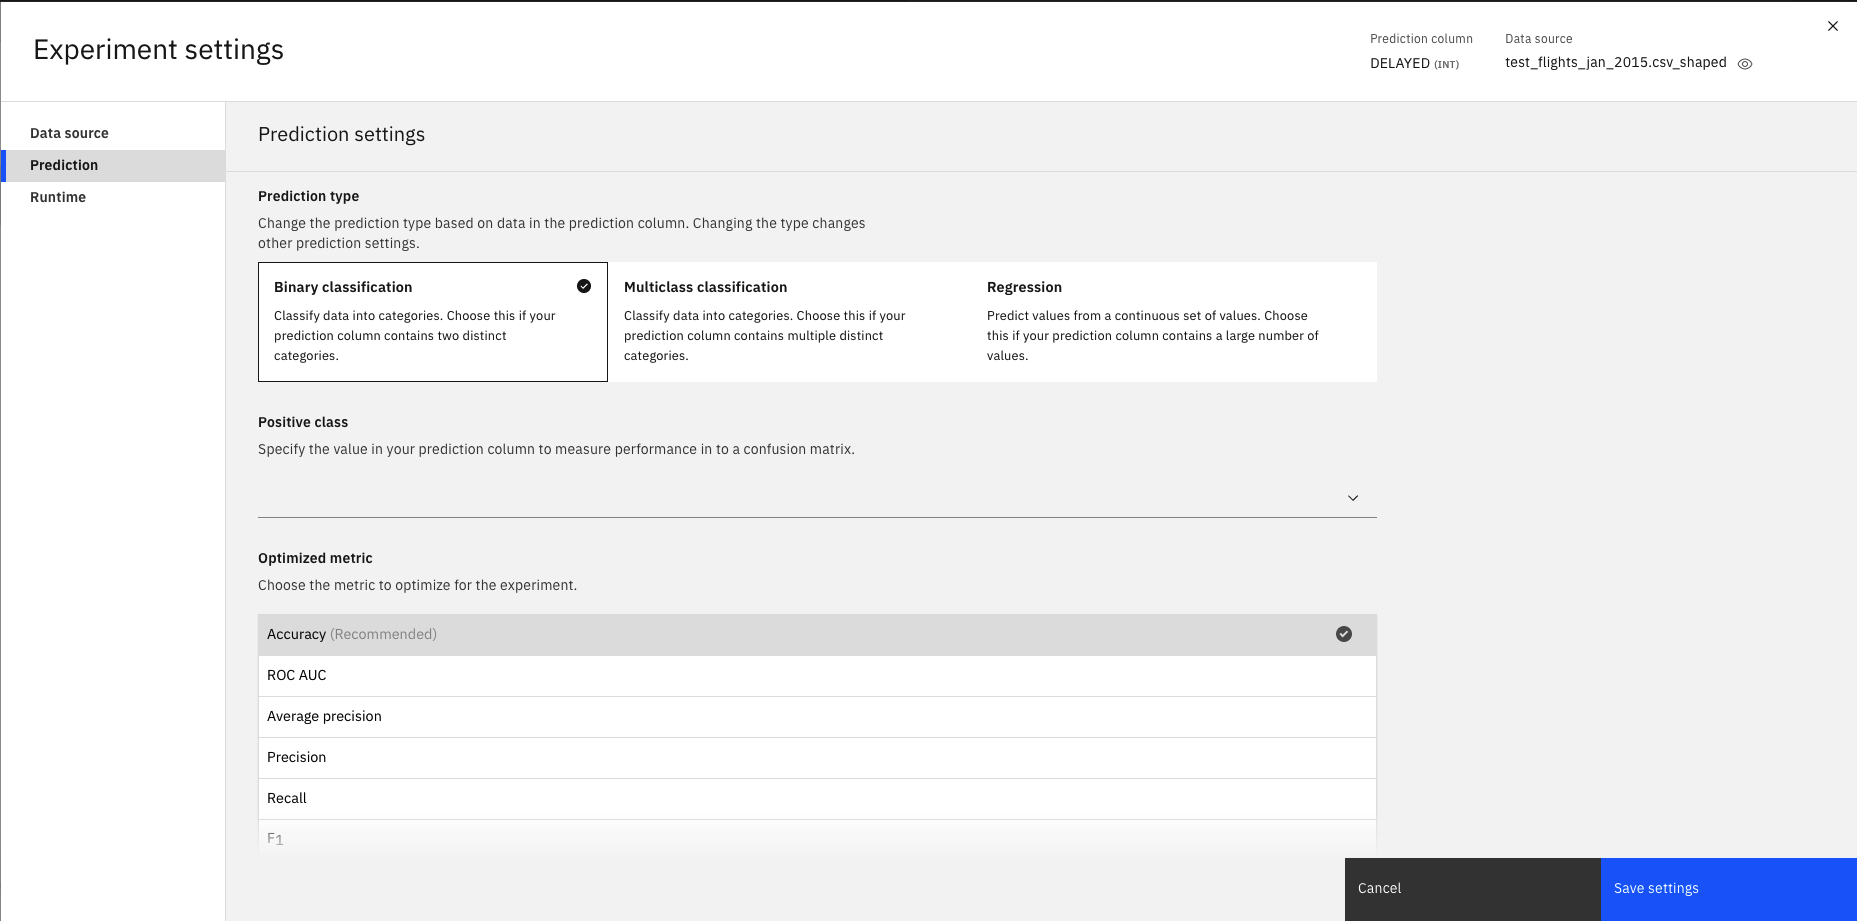 Experiment settings
Prediction column
DELAYED (INT)
Data source
test_flights_jan_2015.csv_shaped
Data source
Prediction
Runtime
Prediction settings
Prediction type
Change the prediction type based on data in the prediction column. Changing the type changes
other prediction settings.
Binary classification
Classify data into categories. Choose this if your
prediction column contains two distinct
categories.
Multiclass classification
Classify data into categories. Choose this if your
prediction column contains multiple distinct
categories.
Regression
Predict values from a continuous set of values. Choose
this if your prediction column contains a large number of
values.
Positive class
Specify the value in your prediction column to measure performance in to a confusion matrix.
Optimized metric
Choose the metric to optimize for the experiment.
Accuracy (Recommended)
ROC AUC
Average precision
Precision
Recall
F1
Cancel
Save settings